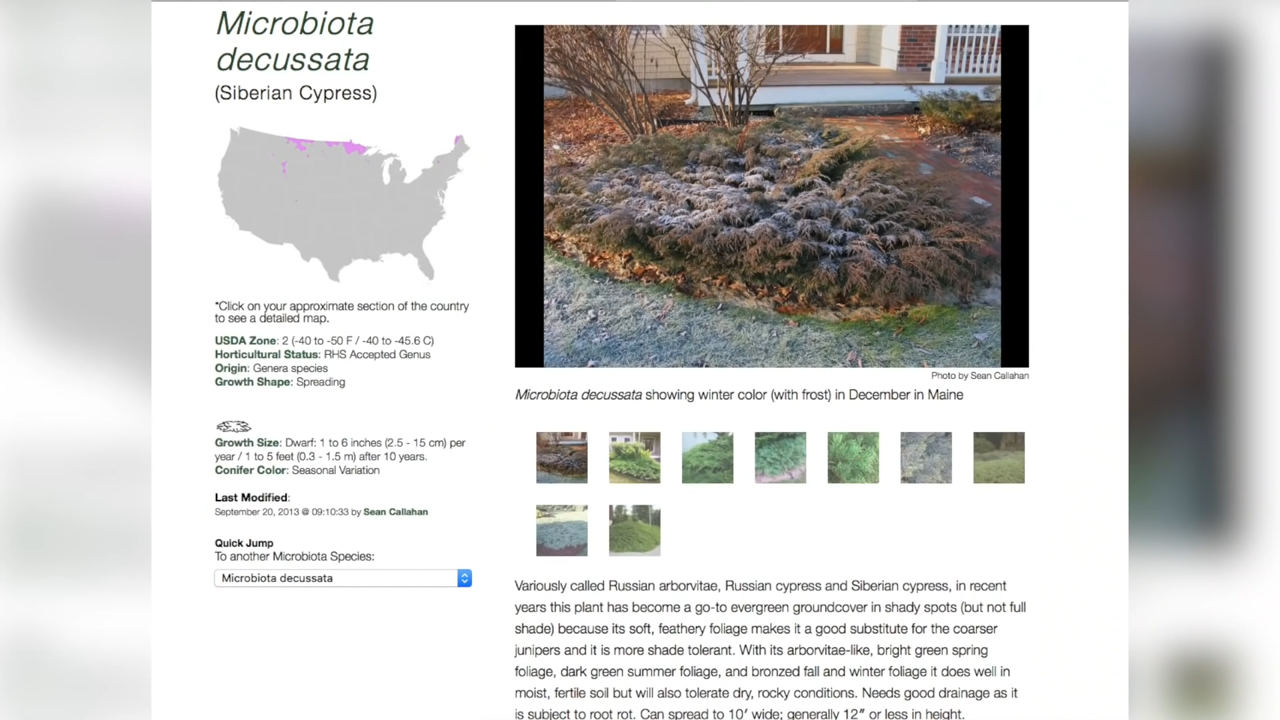 Microbiota
decussata
(Siberian Cypress)
*Click on your approximate section of the country
to see a detailed map.
USDA Zone: 2 (-40 to -50 F / -40 to -45.6 C)
Horticultural Status: RHS Accepted Genus
Origin: Genera species
Growth Shape: Spreading
Growth Size: Dwarf: 1 to 6 inches (2.5 - 15 cm) per
year / 1 to 5 feet (0.3 - 1.5 m) after 10 years.
Conifer Color: Seasonal Variation
Last Modified:
September 20, 2013 @ 09:10:33 by Sean Callahan
Quick Jump
To another Microbiota Species:
Microbiota decussata
Photo by Sean Callahan
Microbiota decussata showing winter color (with frost) in December in Maine
Variously called Russian arborvitae, Russian cypress and Siberian cypress, in recent
years this plant has become a go-to evergreen groundcover in shady spots (but not full
shade) because its soft, feathery foliage makes it a good substitute for the coarser
junipers and it is more shade tolerant. With its arborvitae-like, bright green spring
foliage, dark green summer foliage, and bronzed fall and winter foliage it does well in
moist, fertile soil but will also tolerate dry, rocky conditions. Needs good drainage as it
is subject to root rot. Can spread to 10′ wide; generally 12″ or less in height.